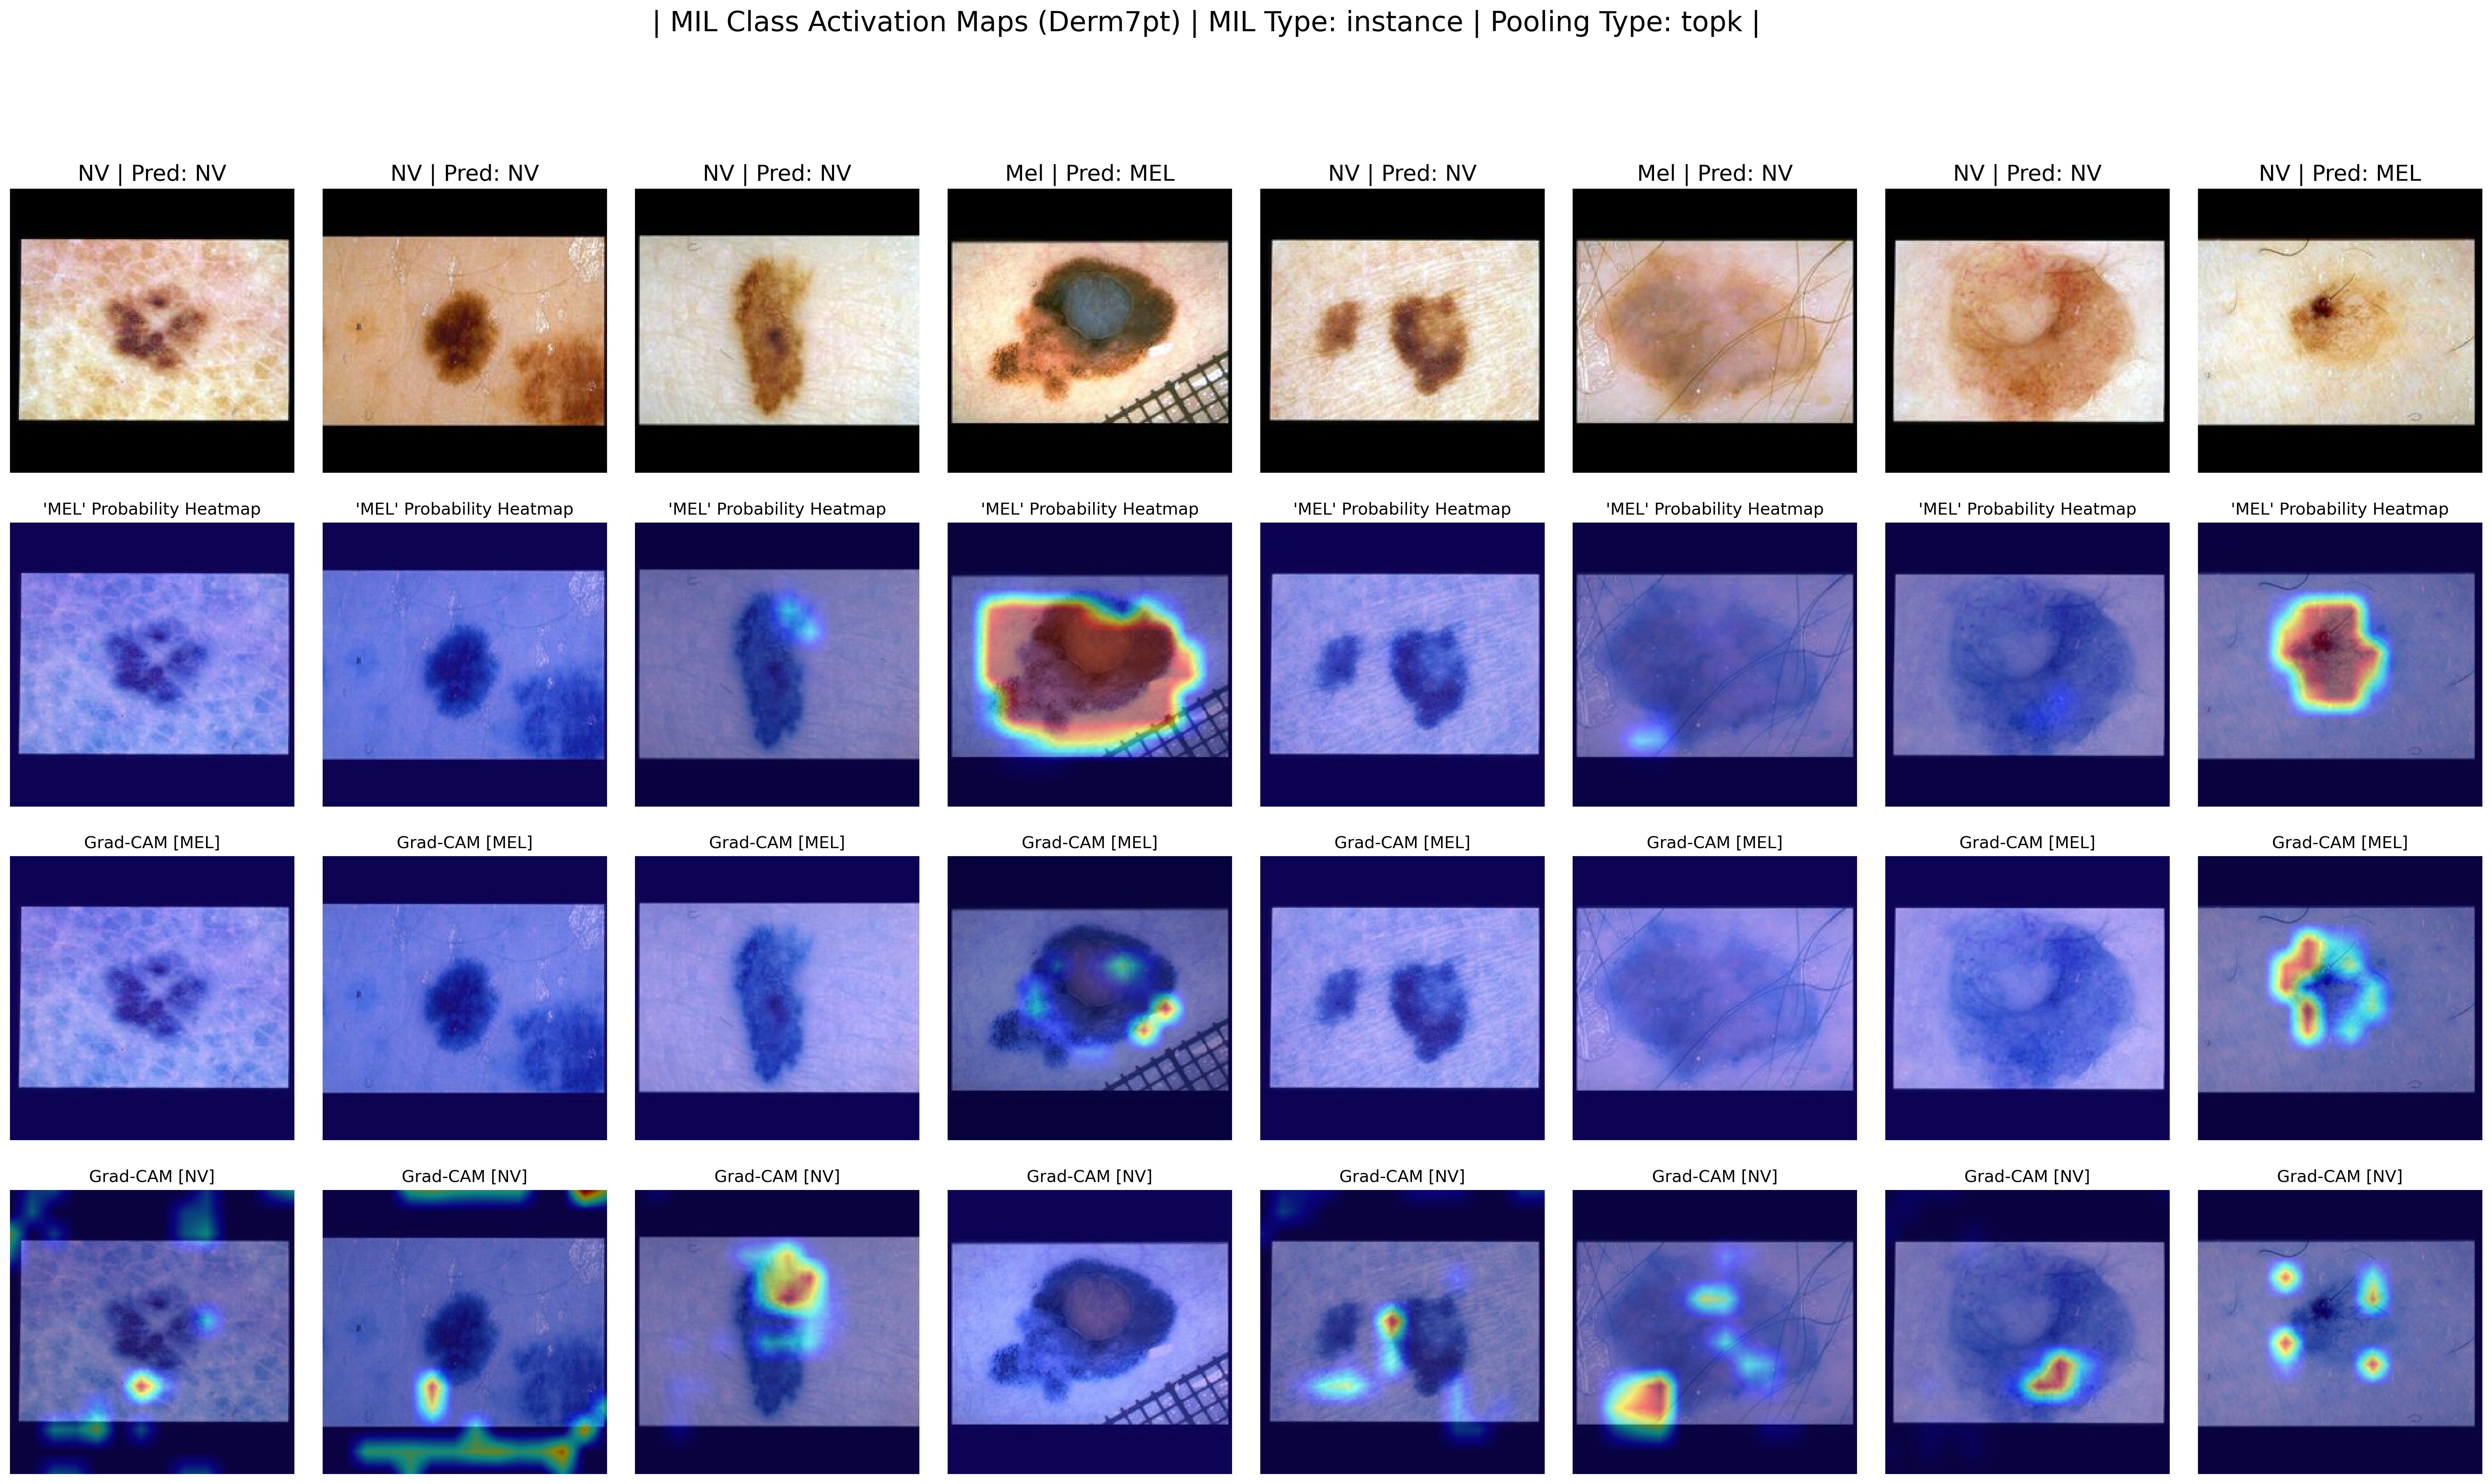 | MIL Class Activation Maps (Derm7pt) | MIL Type: instance | Pooling Type: topk |
NV | Pred: NV
NV | Pred: NV
NV | Pred: NV
Mel | Pred: MEL
NV | Pred: NV
Mel | Pred: NV
NV | Pred: NV
NV | Pred: MEL
'MEL' Probability Heatmap
'MEL' Probability Heatmap
'MEL' Probability Heatmap
'MEL' Probability Heatmap
'MEL' Probability Heatmap
'MEL' Probability Heatmap
'MEL' Probability Heatmap
'MEL' Probability Heatmap
Grad-CAM [MEL]
Grad-CAM [MEL]
Grad-CAM [MEL]
Grad-CAM [MEL]
Grad-CAM [MEL]
Grad-CAM [MEL]
Grad-CAM [MEL]
Grad-CAM [MEL]
Grad-CAM [NV]
Grad-CAM [NV]
Grad-CAM [NV]
Grad-CAM [NV]
Grad-CAM [NV]
Grad-CAM [NV]
Grad-CAM [NV]
Grad-CAM [NV]